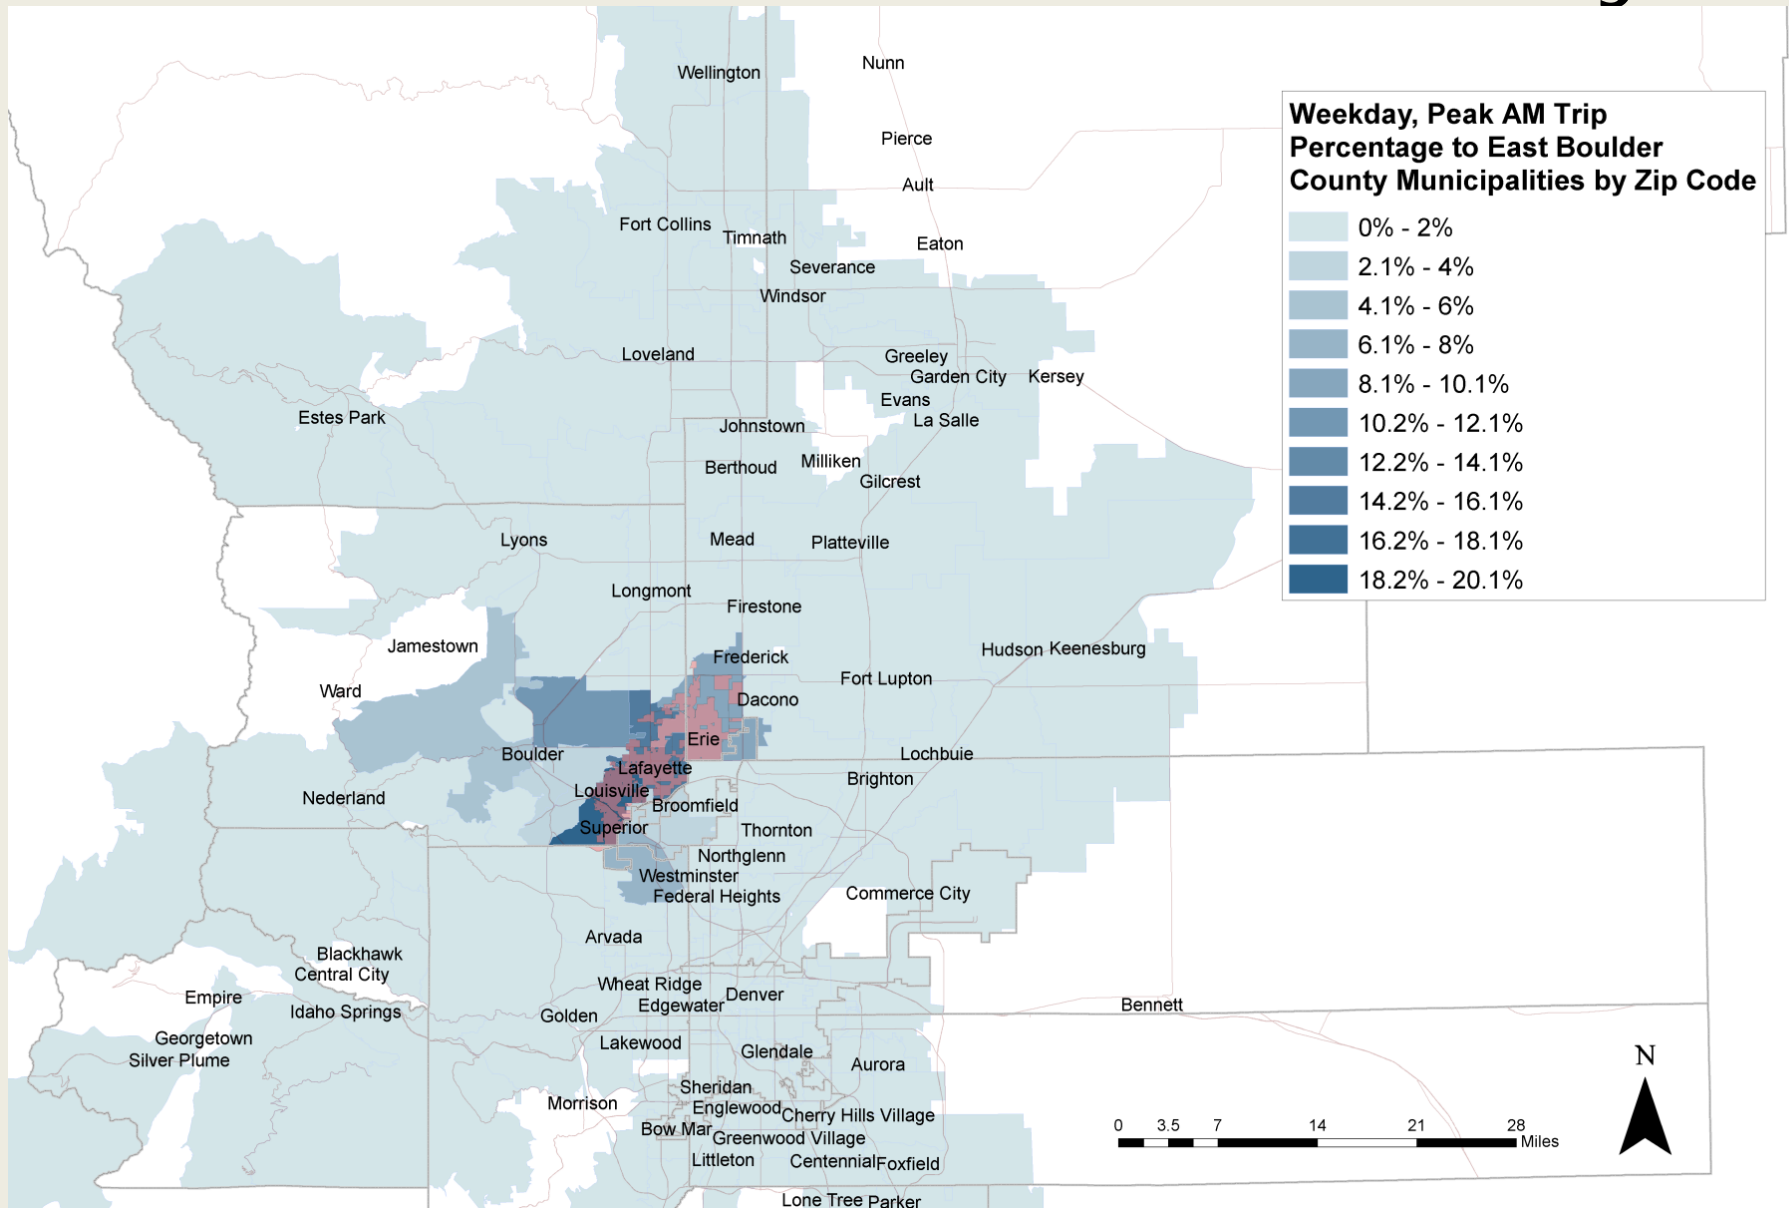 Wellington
Nunn
Pierce
Ault
Fort Collins
Timnath
Eaton
Severance
Windsor
Loveland
Greeley
Garden City
Kersey
Evans
La Salle
Estes Park
Johnstown
Berthoud
Milliken
Gilcrest
Lyons
Mead
Platteville
Longmont
Firestone
Jamestown
Frederick
Hudson
Keenesburg
Ward
Fort Lupton
Dacono
Erie
Boulder
Lochbuie
Lafayette
Brighton
Louisville
Nederland
Broomfield
Superior
Thornton
Northglenn
Westminster
Federal Heights
Commerce City
Arvada
Blackhawk
Central City
Wheat Ridge
Edgewater
Denver
Empire
Idaho Springs
Golden
Bennett
Georgetown
Silver Plume
Lakewood
Glendale
Aurora
Sheridan
Morrison
Englewood
Cherry Hills Village
Bow Mar
Greenwood Village
Littleton
Centennial
Foxfield
Lone Tree
Parker
Weekday, Peak AM Trip
Percentage to East Boulder
County Municipalities by Zip Code
0% - 2%
2.1% - 4%
4.1% - 6%
6.1% - 8%
8.1% - 10.1%
10.2% - 12.1%
12.2% - 14.1%
14.2% - 16.1%
16.2% - 18.1%
18.2% - 20.1%
N
0 3.5 7 14 21 28
Miles